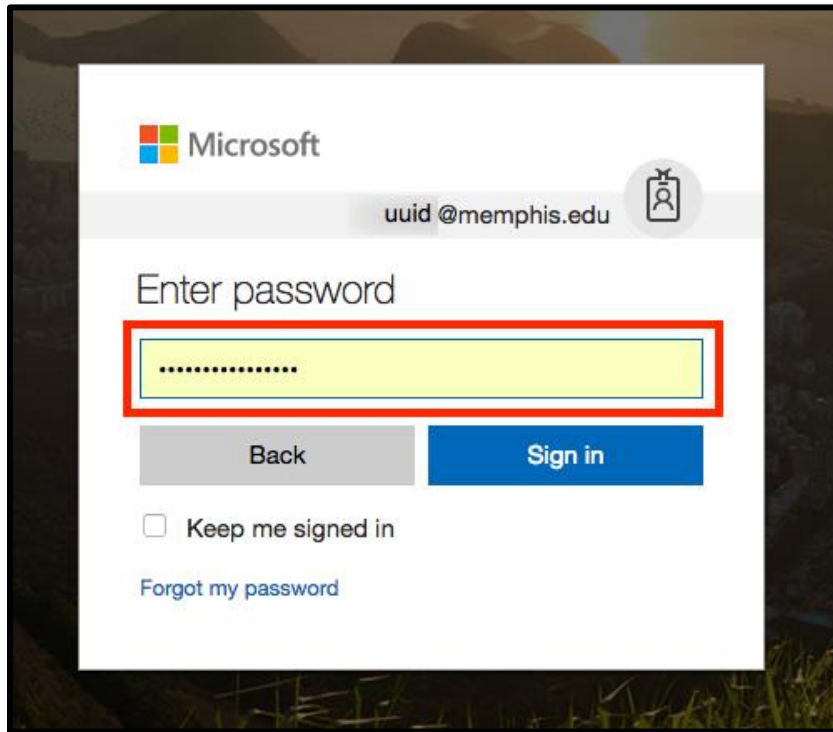 Microsoft
uuid @memphis.edu
Enter password
••••••••••••••••
Back
Sign in
Keep me signed in
Forgot my password